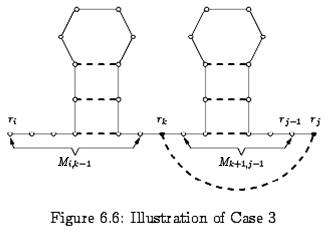 r_i r_k r_{j−1} r_j
M_{i,k−1} M_{k+1,j−1}
Figure 6.6: Illustration of Case 3